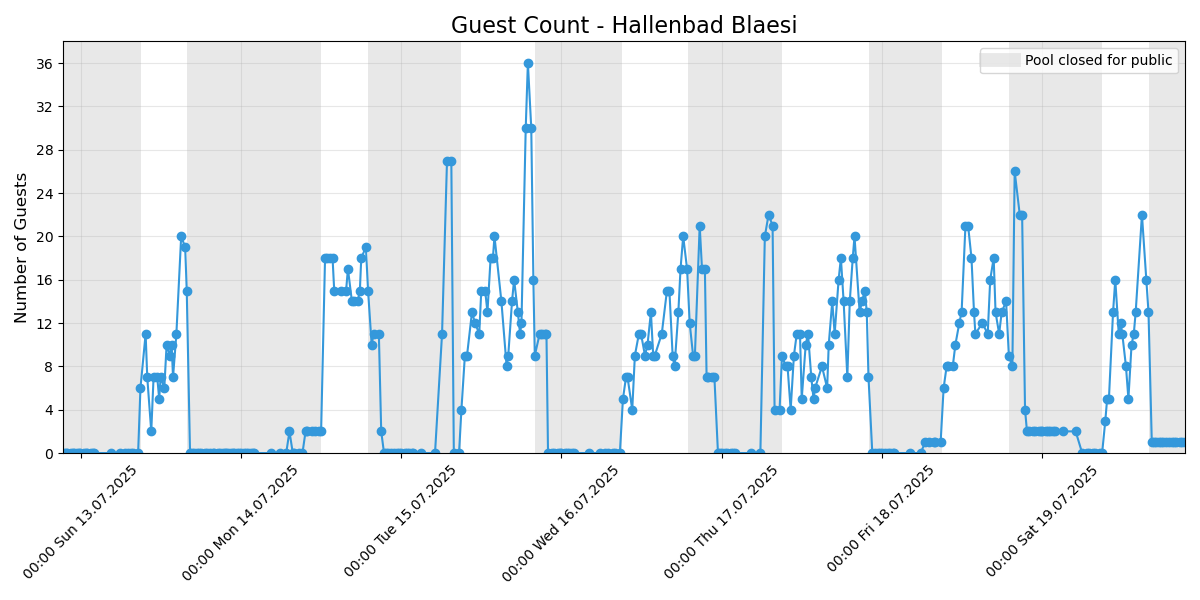 Guest Count - Hallenbad Blaesi
Pool closed for public
Number of Guests
36
32
28
24
20
16
12
8
4
0
00:00 Sun 13.07.2025
00:00 Mon 14.07.2025
00:00 Tue 15.07.2025
00:00 Wed 16.07.2025
00:00 Thu 17.07.2025
00:00 Fri 18.07.2025
00:00 Sat 19.07.2025